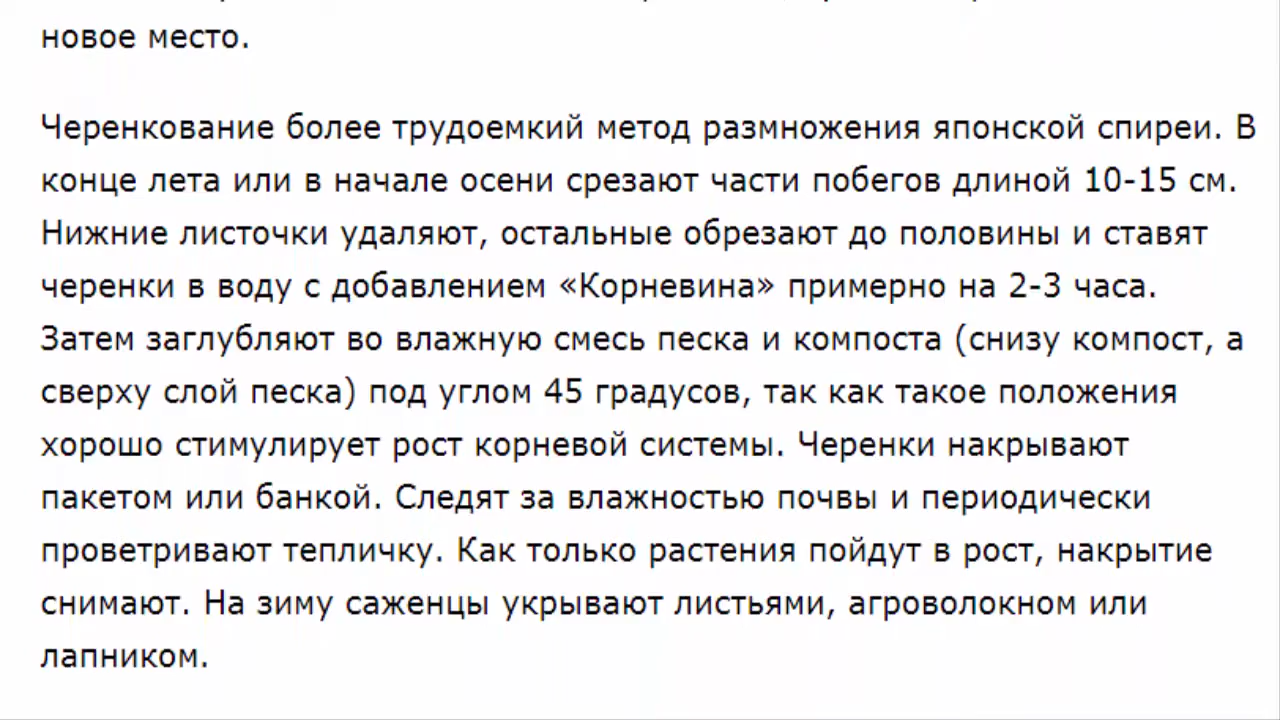 новое место.
Черенкование более трудоемкий метод размножения японской спиреи. В
конце лета или в начале осени срезают части побегов длиной 10-15 см.
Нижние листочки удаляют, остальные обрезают до половины и ставят
черенки в воду с добавлением «Корневина» примерно на 2-3 часа.
Затем заглубляют во влажную смесь песка и компоста (снизу компост, а
сверху слой песка) под углом 45 градусов, так как такое положения
хорошо стимулирует рост корневой системы. Черенки накрывают
пакетом или банкой. Следят за влажностью почвы и периодически
проветривают тепличку. Как только растения пойдут в рост, накрытие
снимают. На зиму саженцы укрывают листьями, агроволокном или
лапником.